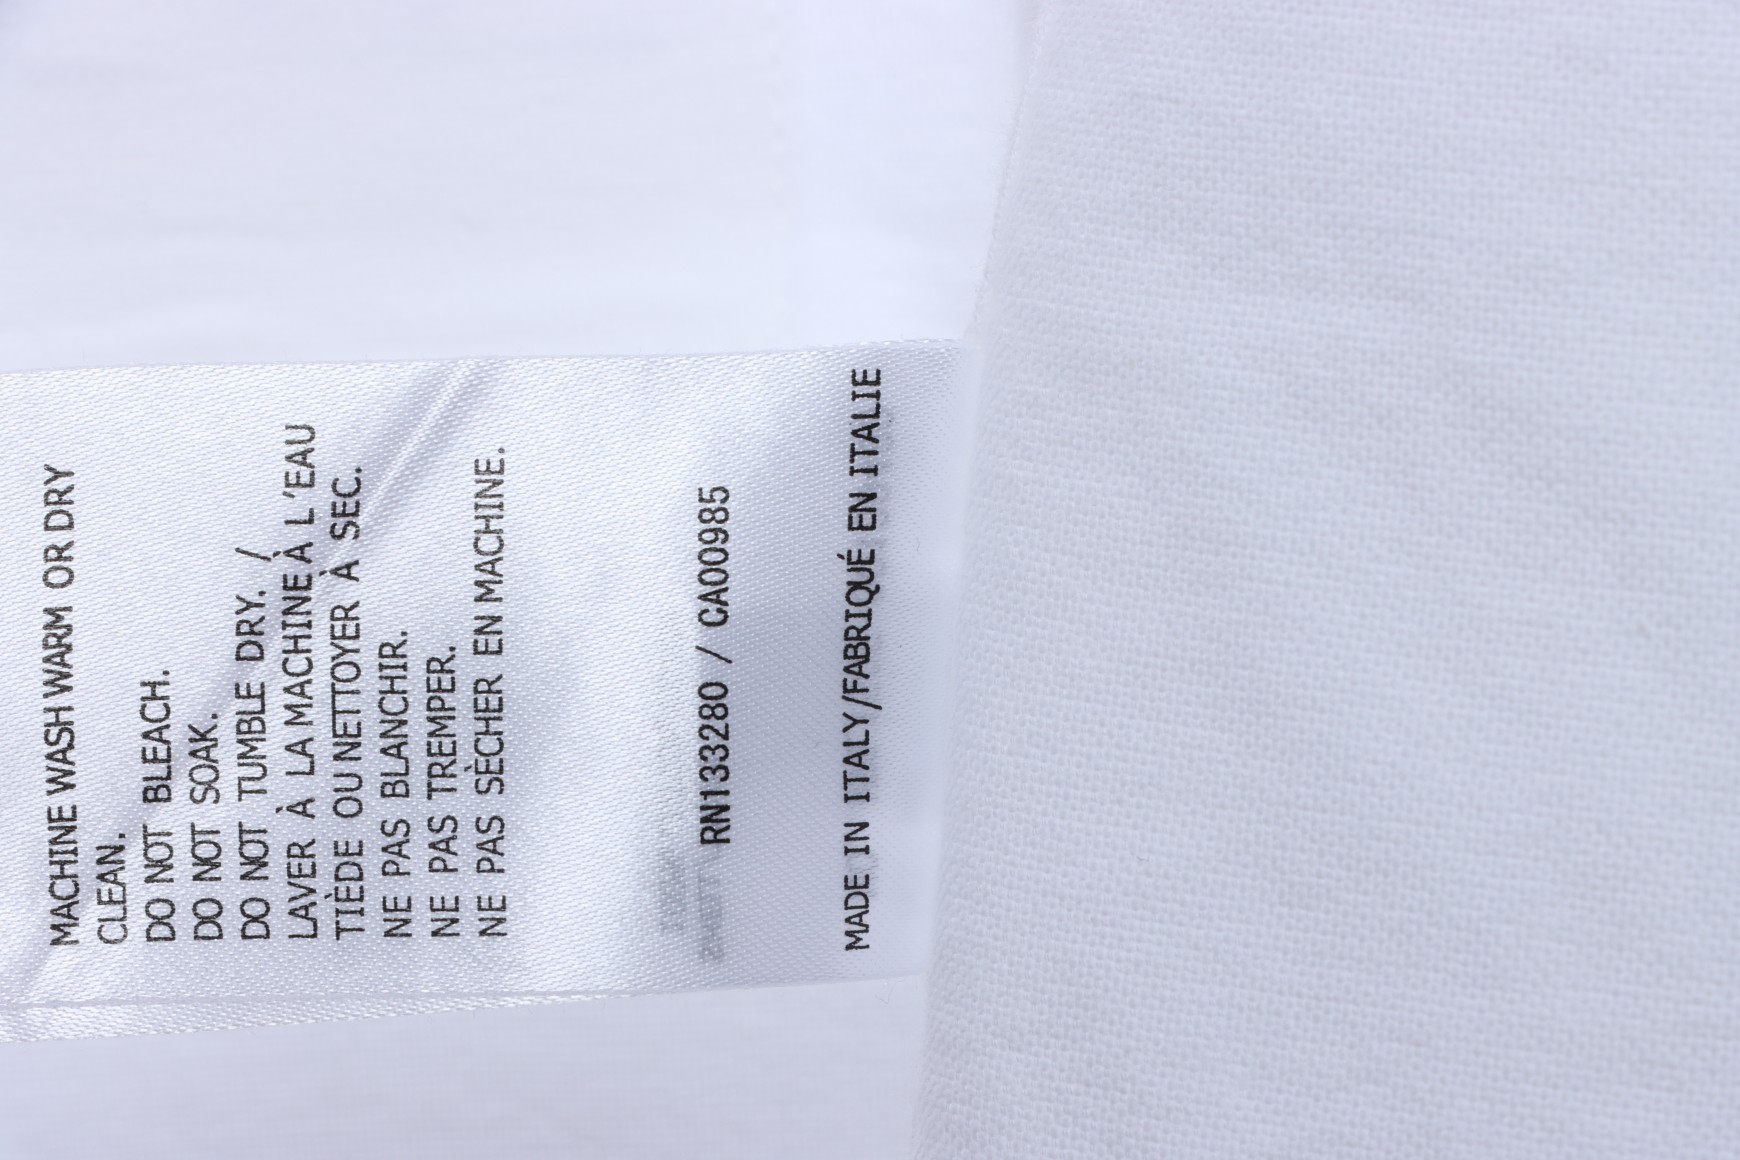 MACHINE WASH WARM OR DRY
CLEAN.
DO NOT BLEACH.
DO NOT SOAK.
DO NOT TUMBLE DRY. /
LAVER À LA MACHINE À L'EAU
TIÈDE OU NETTOYER À SEC.
NE PAS BLANCHIR.
NE PAS TREMPER.
NE PAS SÈCHER EN MACHINE.
RN133280 / CA00985
MADE IN ITALY/FABRIQUÉ EN ITALIE